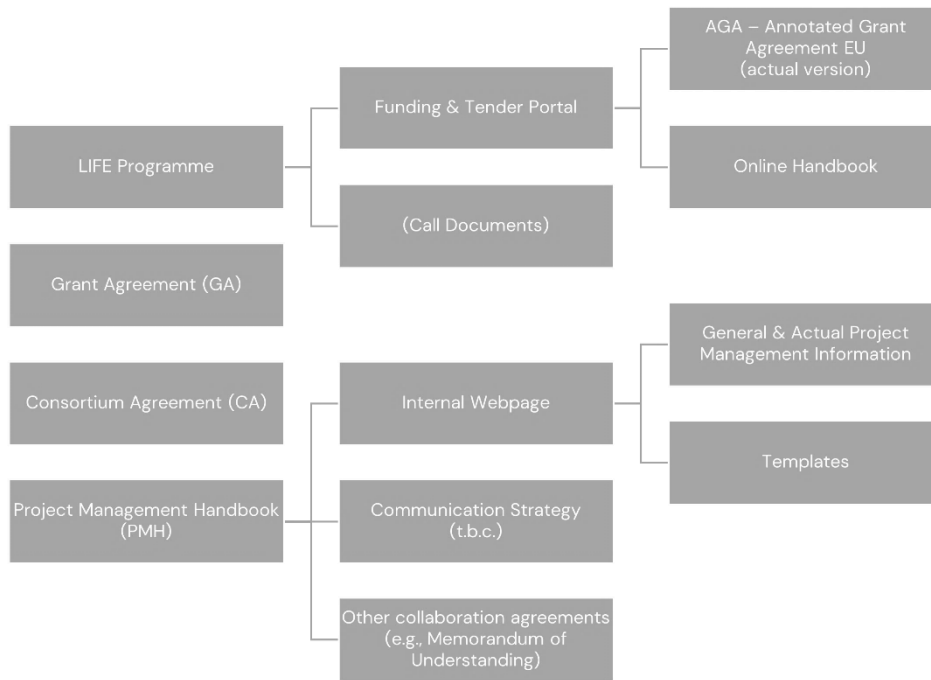 AGA – Annotated Grant
Agreement EU
(actual version)
Funding & Tender Portal
LIFE Programme
Online Handbook
(Call Documents)
Grant Agreement (GA)
General & Actual Project
Management Information
Consortium Agreement (CA)
Internal Webpage
Templates
Project Management Handbook
(PMH)
Communication Strategy
(t.b.c.)
Other collaboration agreements
(e.g., Memorandum of
Understanding)